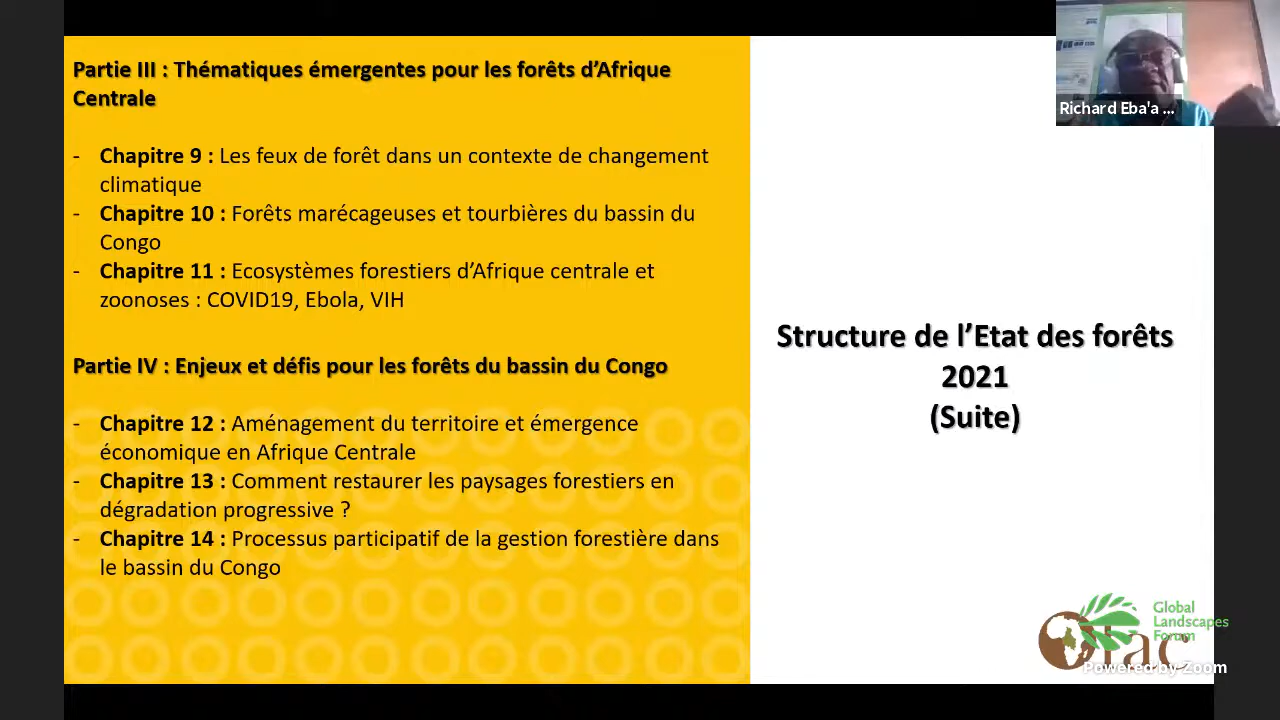 Partie III : Thématiques émergentes pour les forêts d'Afrique
Centrale
- Chapitre 9 : Les feux de forêt dans un contexte de changement
climatique
- Chapitre 10 : Forêts marécageuses et tourbières du bassin du
Congo
- Chapitre 11 : Ecosystèmes forestiers d'Afrique centrale et
zoonoses : COVID19, Ebola, VIH
Partie IV : Enjeux et défis pour les forêts du bassin du Congo
- Chapitre 12 : Aménagement du territoire et émergence
économique en Afrique Centrale
- Chapitre 13 : Comment restaurer les paysages forestiers en
dégradation progressive ?
- Chapitre 14 : Processus participatif de la gestion forestière dans
le bassin du Congo
Richard Eba'a ...
Structure de l'Etat des forêts
2021
(Suite)
Global
Landscapes
Forum
Ofac
Powered by Zoom